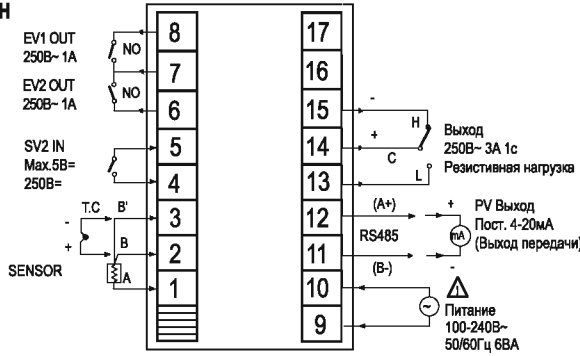 Н
EV1 OUT
250В~ 1А
NO
EV2 OUT
250В~ 1А
NO
SV2 IN
Max.5В=
250В=
T.C
B'
-
+
B
A
SENSOR
8
7
6
5
4
3
2
1
17
16
15
14
13
12
11
10
9
-
H
+
C
L
Выход
250В~ 3А 1с
Резистивная нагрузка
(A+)
RS485
(B-)
+
mA
-
PV Выход
Пост. 4-20мА
(Выход передачи)
~
Питание
100-240В~
50/60Гц 6ВА